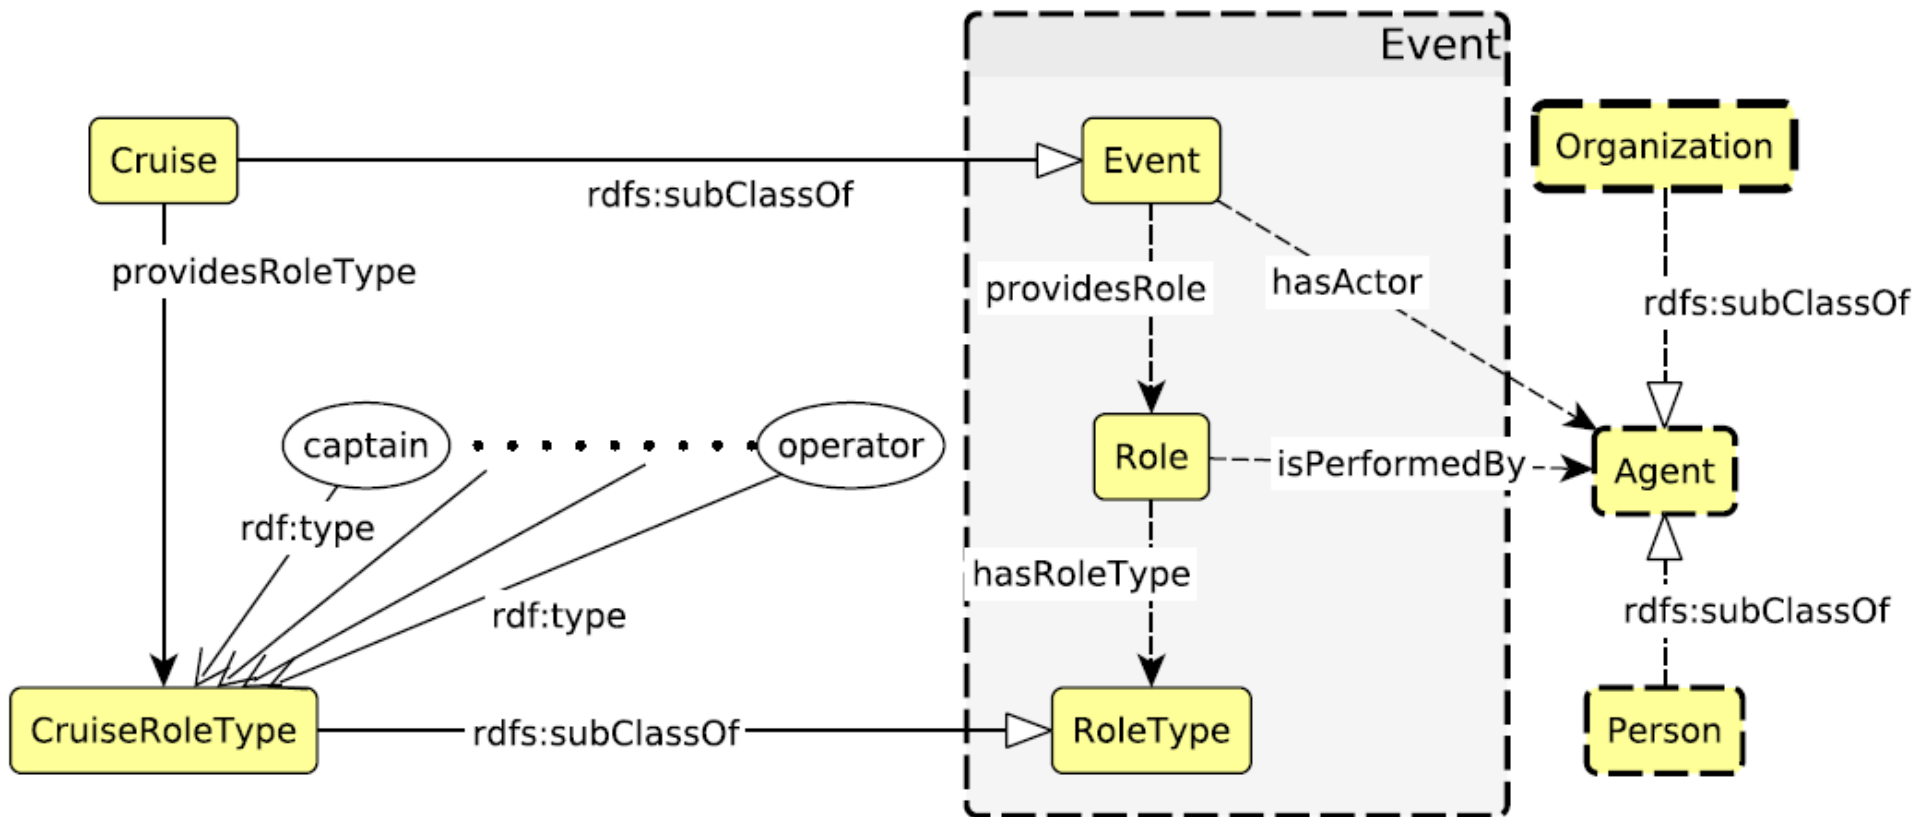 Event
Cruise
Event
Organization
rdfs:subClassOf
providesRoleType
providesRole
hasActor
rdfs:subClassOf
captain
operator
Role
isPerformedBy
Agent
rdf:type
hasRoleType
rdf:type
rdfs:subClassOf
CruiseRoleType
rdfs:subClassOf
RoleType
Person